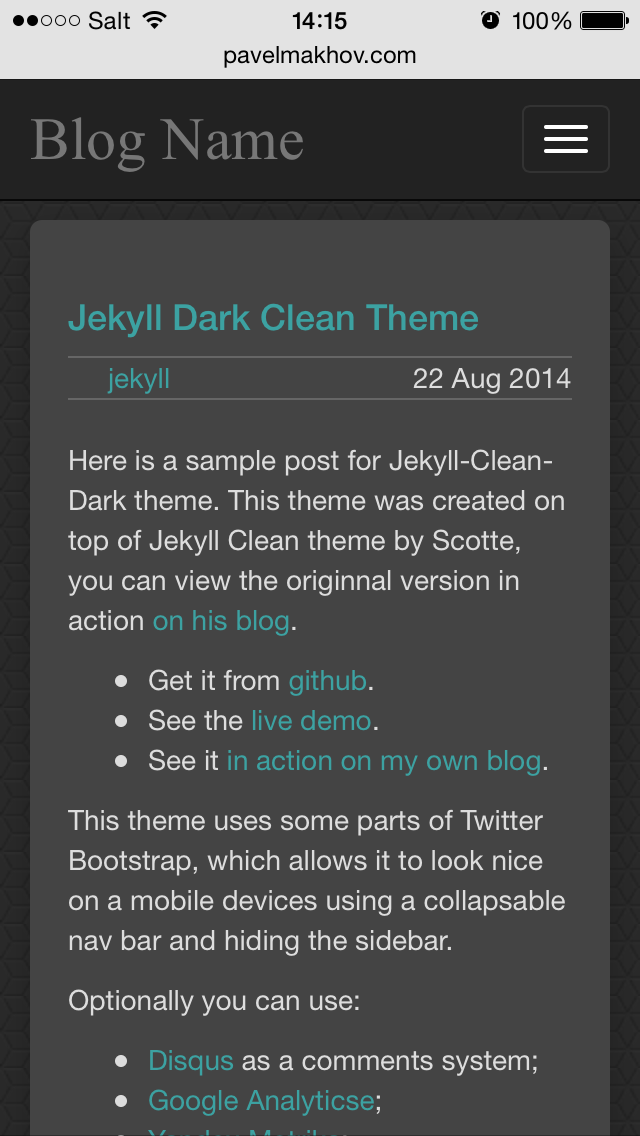 Salt 14:15 100%
pavelmakhov.com
Blog Name
Jekyll Dark Clean Theme
jekyll 22 Aug 2014
Here is a sample post for Jekyll-Clean-
Dark theme. This theme was created on
top of Jekyll Clean theme by Scotte,
you can view the originnal version in
action on his blog.
Get it from github.
See the live demo.
See it in action on my own blog.
This theme uses some parts of Twitter
Bootstrap, which allows it to look nice
on a mobile devices using a collapsable
nav bar and hiding the sidebar.
Optionally you can use:
Disqus as a comments system;
Google Analyticse;